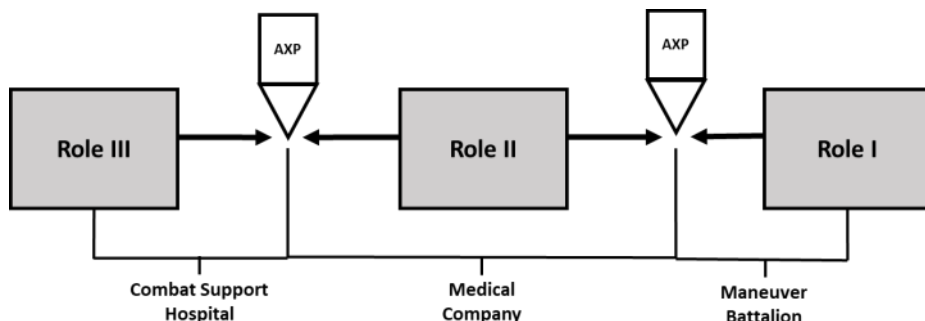 AXP
AXP
Role III
Role II
Role I
Combat Support
Hospital
Medical
Company
Maneuver
Battalion